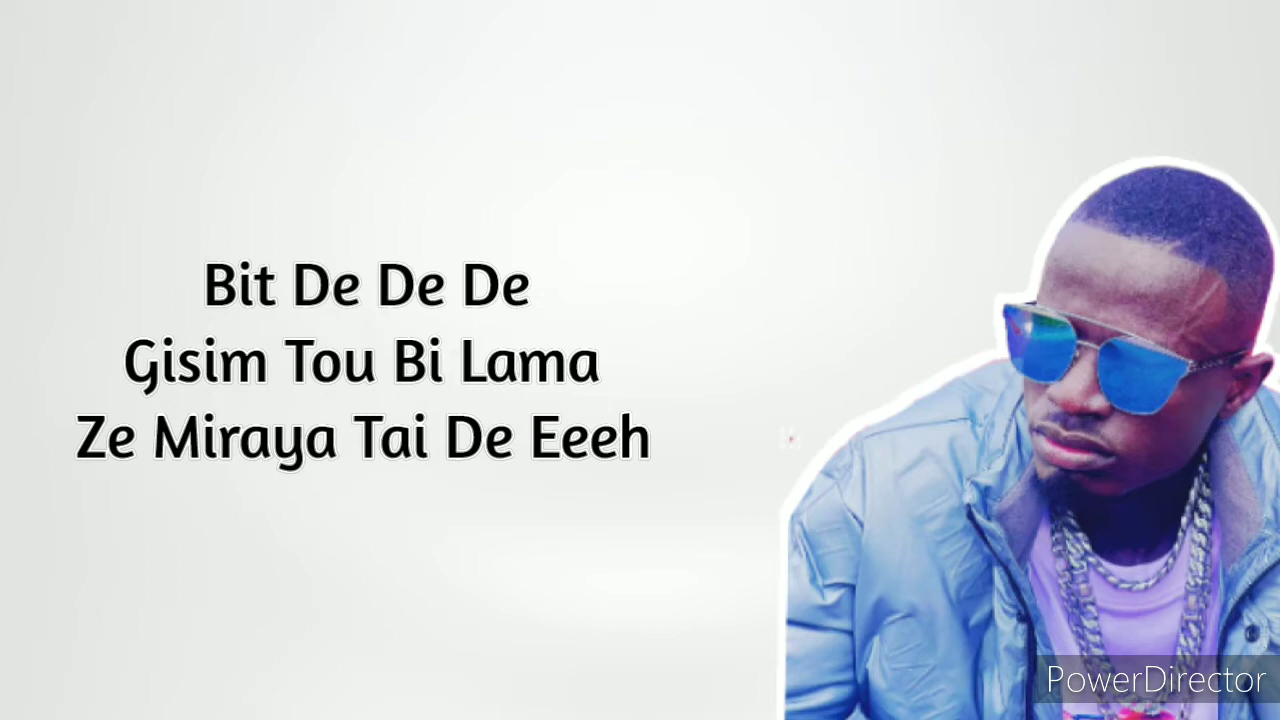 Bit De De De
Gisim Tou Bi Lama
Ze Miraya Tai De Eeeh
PowerDirector